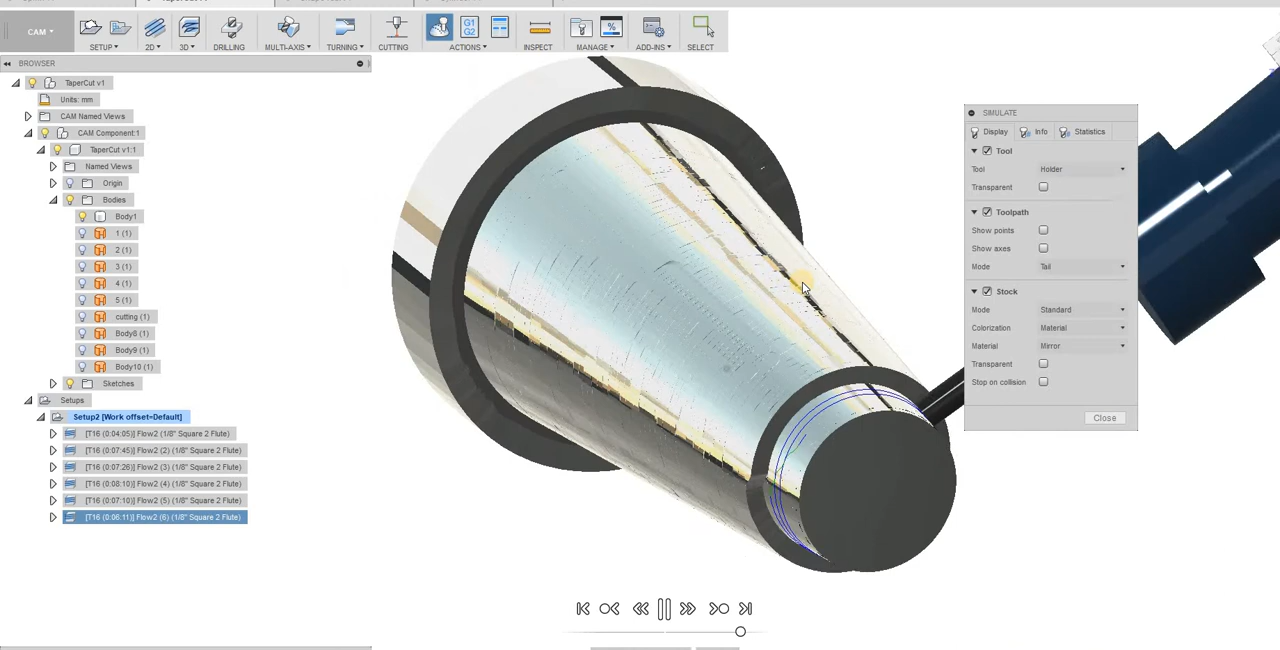 CAM
SETUP
2D
3D
DRILLING
MULTI-AXIS
TURNING
CUTTING
G1
G2
ACTIONS
INSPECT
%
MANAGE
ADD-INS
SELECT
BROWSER
TaperCut v1
Units: mm
CAM Named Views
CAM Component:1
TaperCut v1:1
Named Views
Origin
Bodies
Body1
1 (1)
2 (1)
3 (1)
4 (1)
5 (1)
cutting (1)
Body8 (1)
Body9 (1)
Body10 (1)
Sketches
Setups
Setup2 [Work offset=Default]
[T16 (0:04:05)] Flow2 (1/8" Square 2 Flute)
[T16 (0:07:45)] Flow2 (2) (1/8" Square 2 Flute)
[T16 (0:07:26)] Flow2 (3) (1/8" Square 2 Flute)
[T16 (0:08:10)] Flow2 (4) (1/8" Square 2 Flute)
[T16 (0:07:10)] Flow2 (5) (1/8" Square 2 Flute)
[T16 (0:06:11)] Flow2 (6) (1/8" Square 2 Flute)
SIMULATE
Display Info Statistics
Tool
Tool Holder
Transparent
Toolpath
Show points
Show axes
Mode Tail
Stock
Mode Standard
Colorization Material
Material Mirror
Transparent
Stop on collision
Close